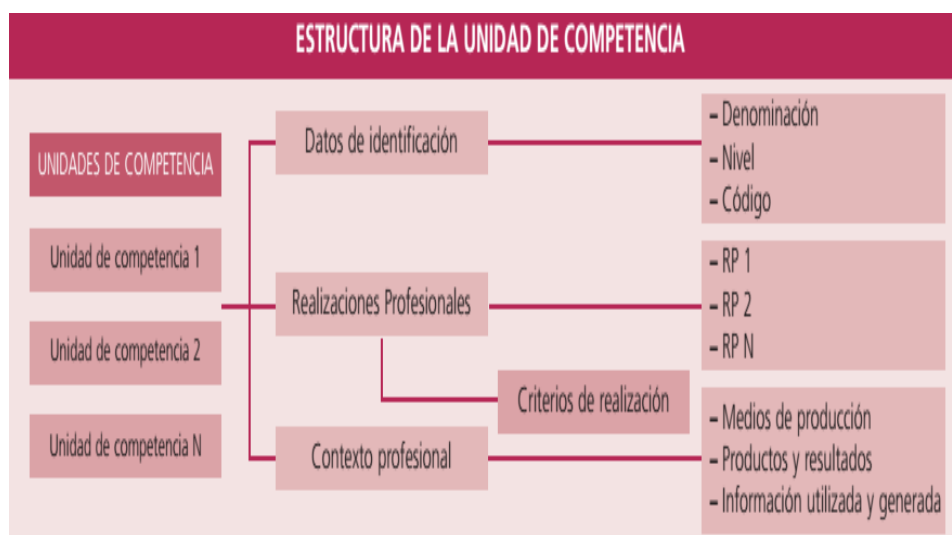 ESTRUCTURA DE LA UNIDAD DE COMPETENCIA
UNIDADES DE COMPETENCIA
Unidad de competencia 1
Unidad de competencia 2
Unidad de competencia N
Datos de identificación
Realizaciones Profesionales
Criterios de realización
Contexto profesional
– Denominación
– Nivel
– Código
– RP 1
– RP 2
– RP N
– Medios de producción
– Productos y resultados
– Información utilizada y generada